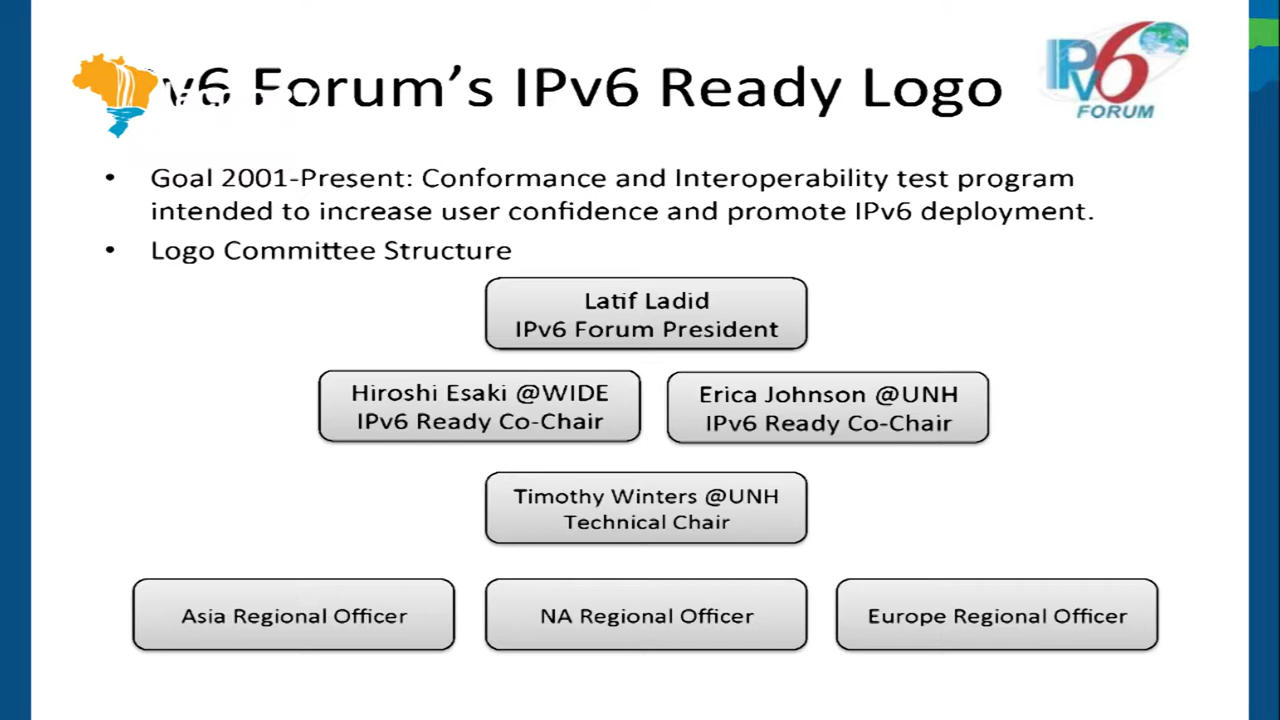 IPv6 Forum's IPv6 Ready Logo
IPv6
FORUM
• Goal 2001-Present: Conformance and Interoperability test program
intended to increase user confidence and promote IPv6 deployment.
• Logo Committee Structure
Latif Ladid
IPv6 Forum President
Hiroshi Esaki @WIDE
IPv6 Ready Co-Chair
Erica Johnson @UNH
IPv6 Ready Co-Chair
Timothy Winters @UNH
Technical Chair
Asia Regional Officer
NA Regional Officer
Europe Regional Officer